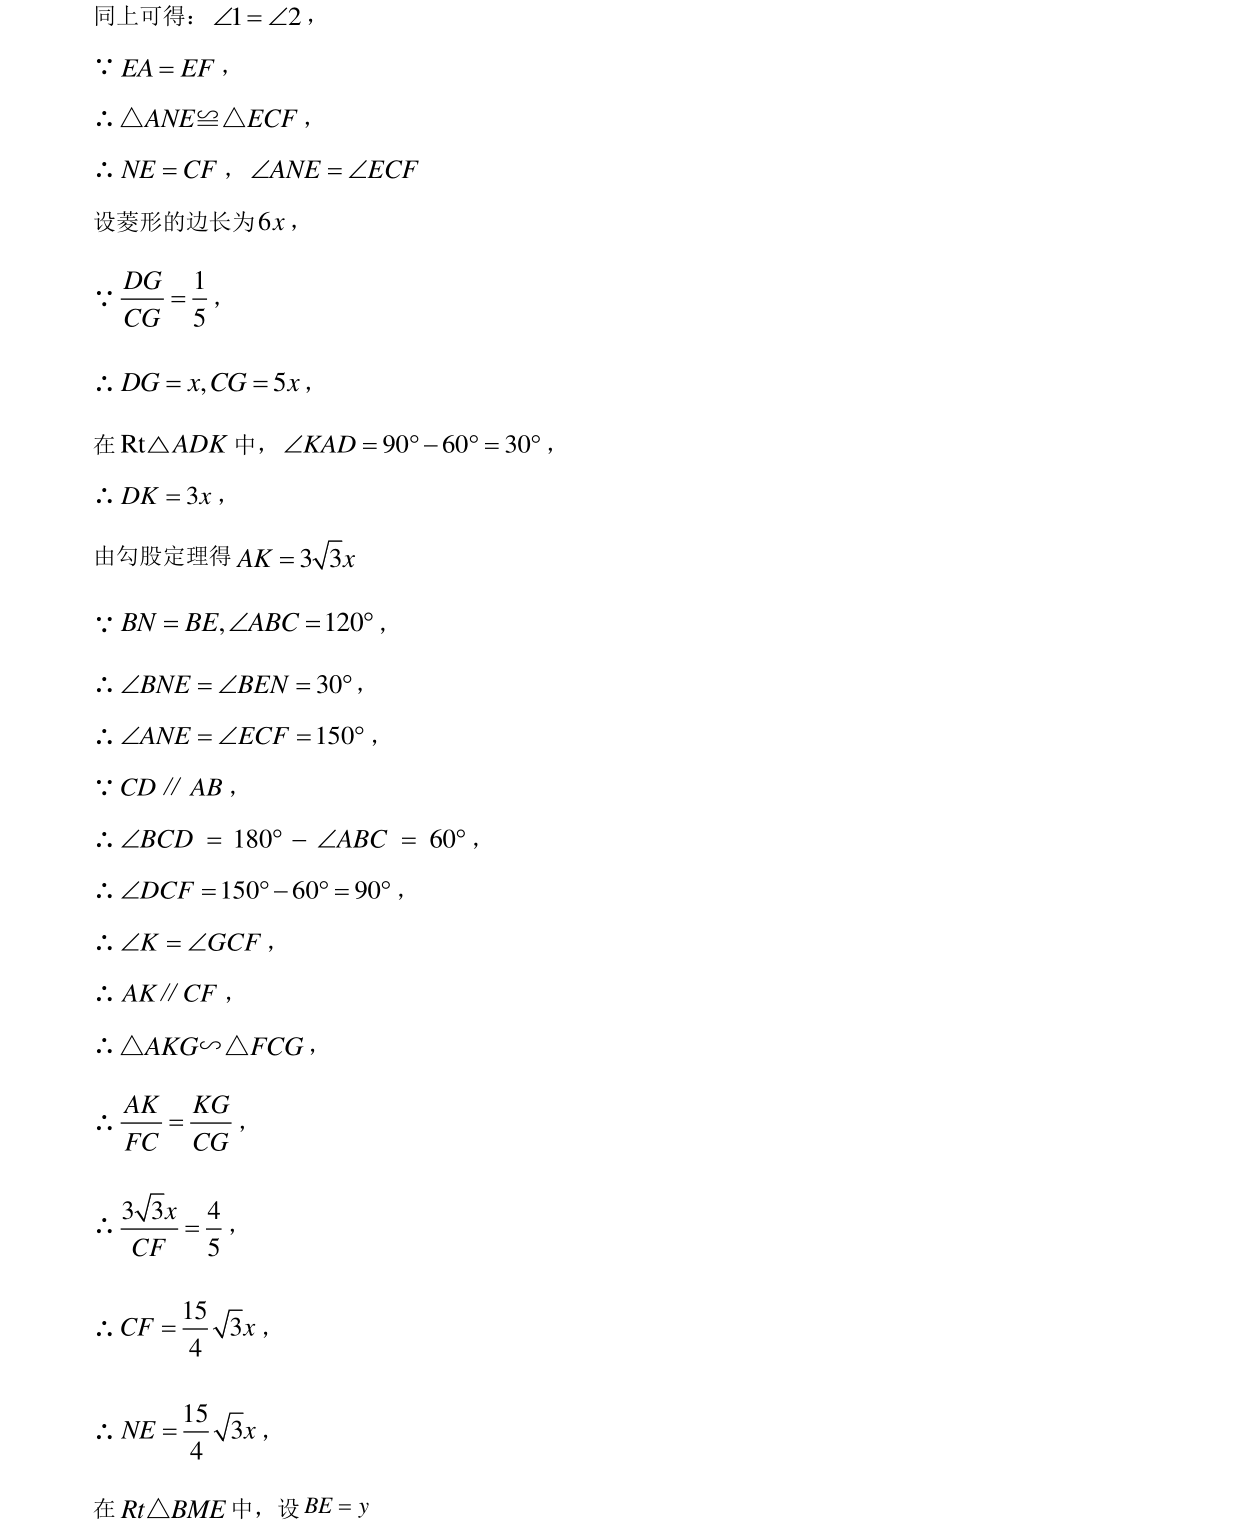 同上可得：∠1=∠2，
∵EA=EF，
∴△ANE≌△ECF，
∴NE=CF，∠ANE=∠ECF
设菱形的边长为6x，
∵DG/CG=1/5，
∴DG=x,CG=5x，
在Rt△ADK中，∠KAD=90°−60°=30°，
∴DK=3x，
由勾股定理得AK=3√3x
∵BN=BE,∠ABC=120°，
∴∠BNE=∠BEN=30°，
∴∠ANE=∠ECF=150°，
∵CD∥AB，
∴∠BCD = 180° − ∠ABC = 60°，
∴∠DCF=150°−60°=90°，
∴∠K=∠GCF，
∴AK∥CF，
∴△AKG∽△FCG，
∴AK/FC=KG/CG，
∴3√3x/CF=4/5，
∴CF=15/4√3x，
∴NE=15/4√3x，
在Rt△BME中，设BE=y